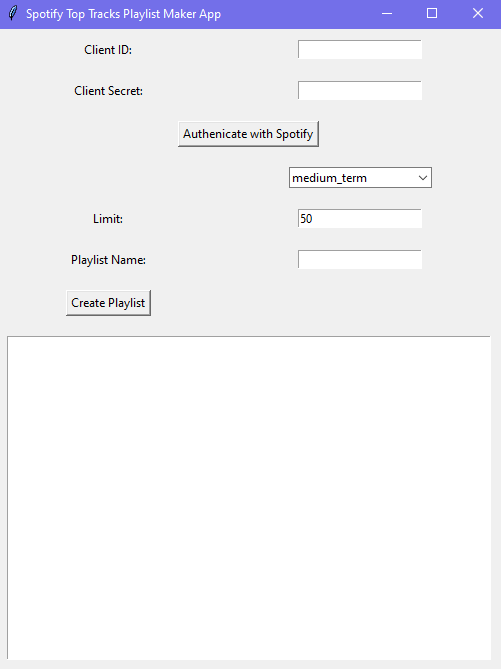 Spotify Top Tracks Playlist Maker App
Client ID:
Client Secret:
Authenicate with Spotify
medium_term
Limit: 50
Playlist Name:
Create Playlist